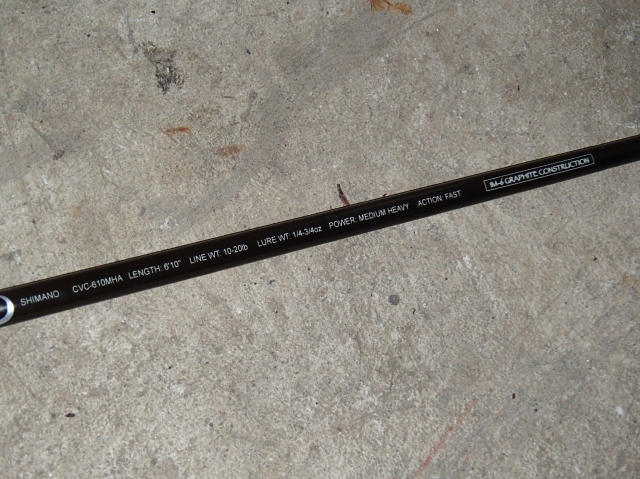 SHIMANO CVC-610MHA LENGTH: 6'10" LINE WT: 10-20lb LURE WT: 1/4-3/4oz POWER: MEDIUM HEAVY ACTION: FAST IM-6 GRAPHITE CONSTRUCTION